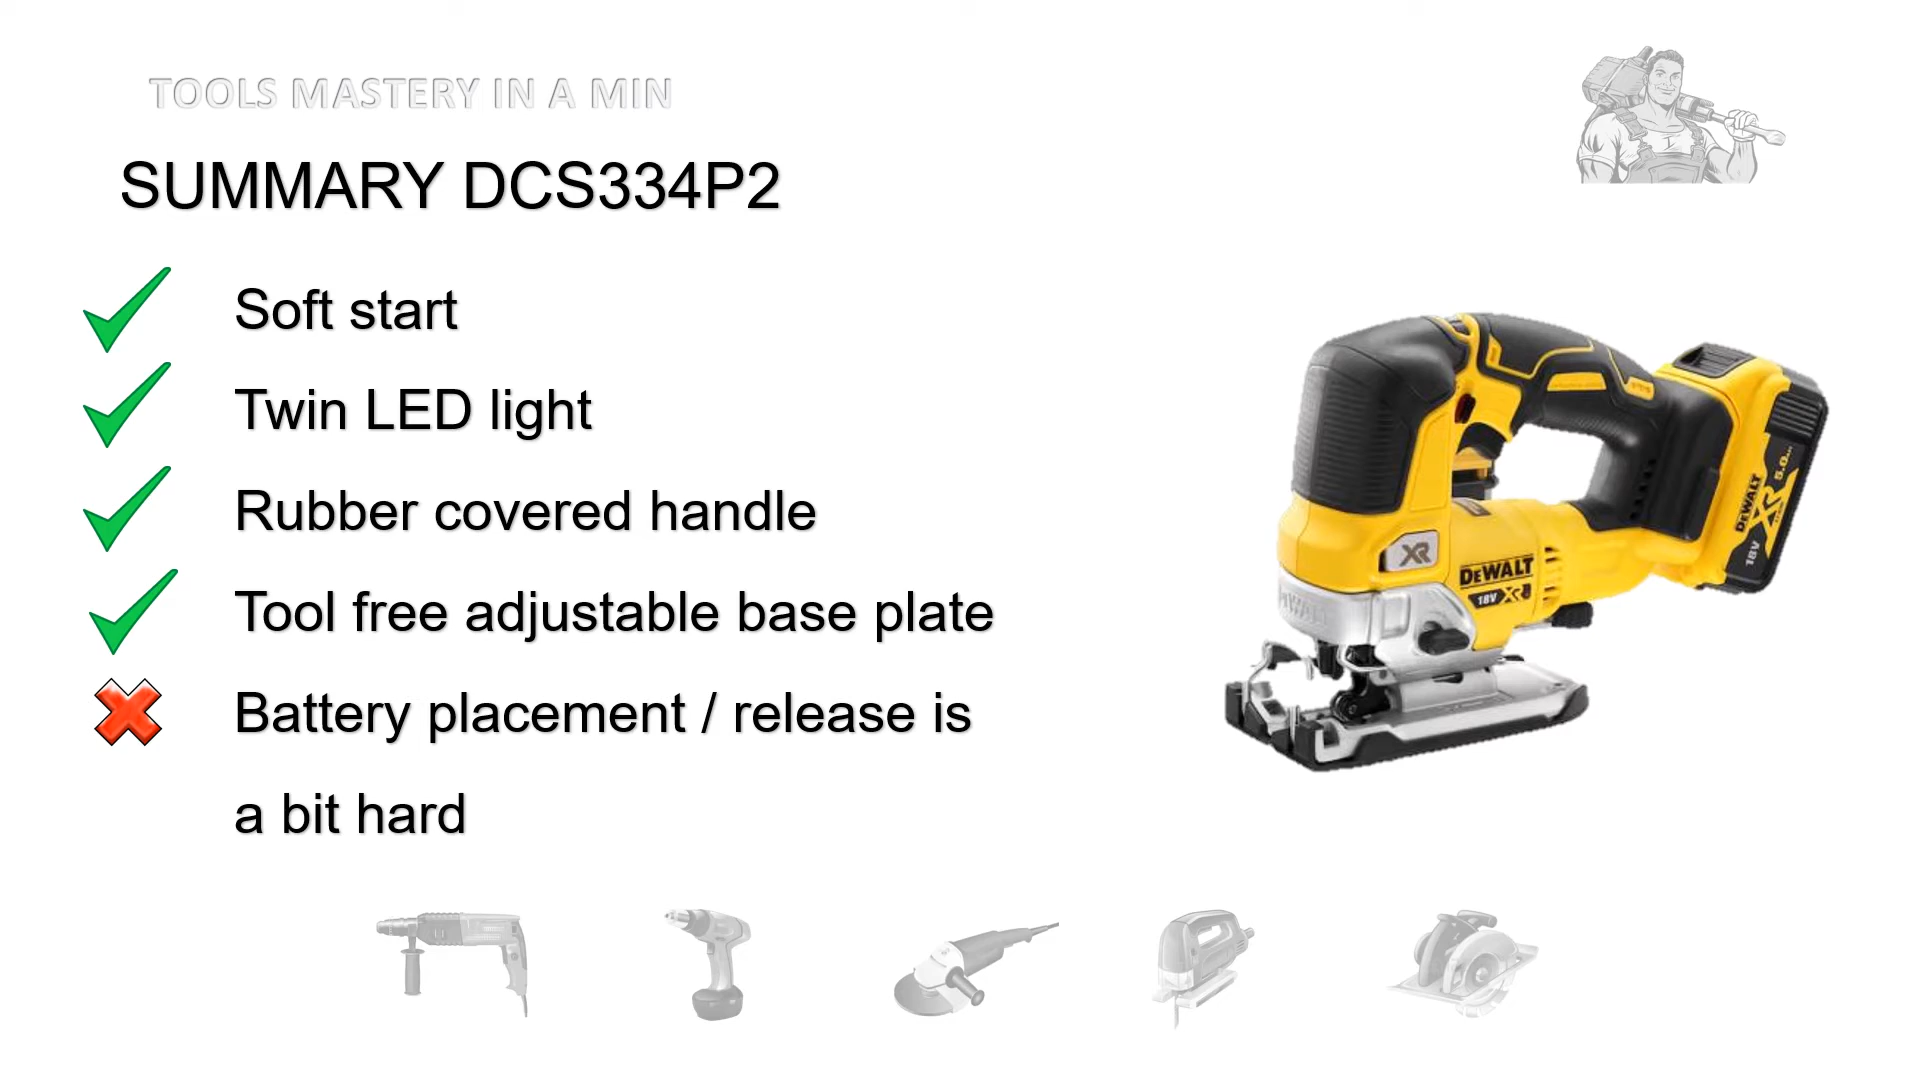 TOOLS MASTERY IN A MIN
SUMMARY DCS334P2
Soft start
Twin LED light
Rubber covered handle
Tool free adjustable base plate
Battery placement / release is
a bit hard
XR
DEWALT
18V XR
DEWALT
XR
18V
5.0